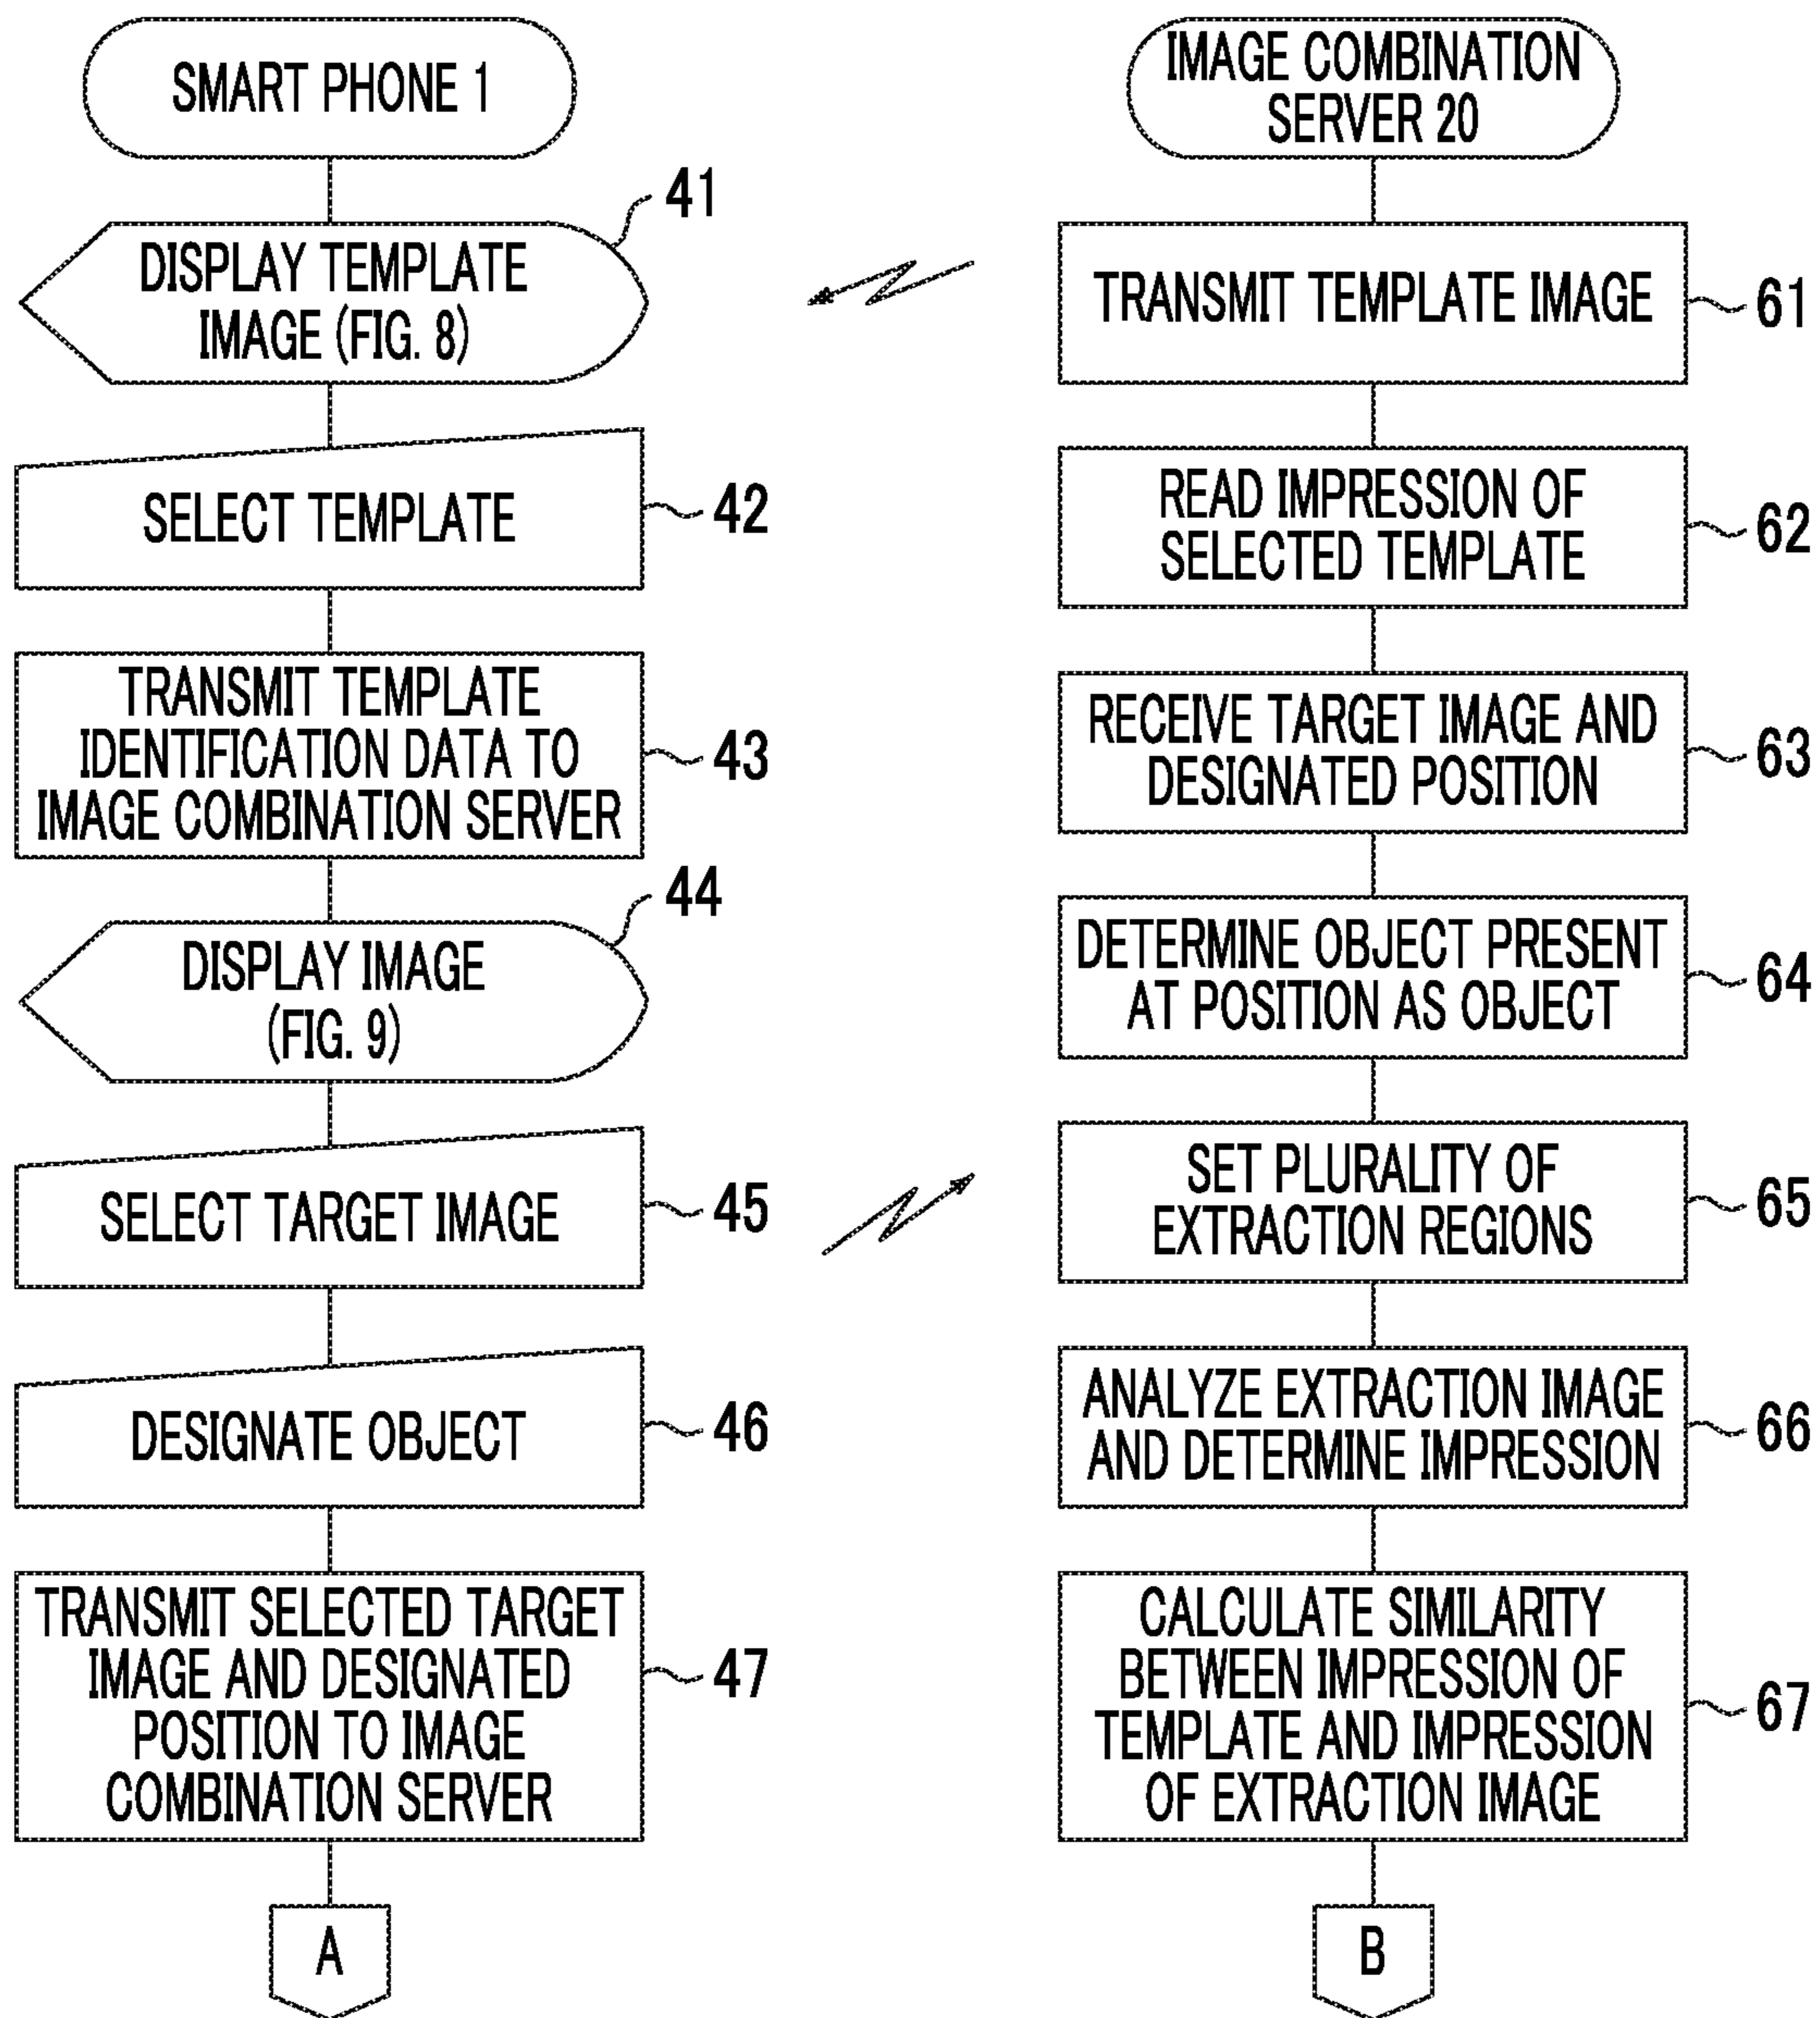 SMART PHONE 1
41
DISPLAY TEMPLATE
IMAGE (FIG. 8)
SELECT TEMPLATE
42
TRANSMIT TEMPLATE
IDENTIFICATION DATA TO
IMAGE COMBINATION SERVER
43
44
DISPLAY IMAGE
(FIG. 9)
SELECT TARGET IMAGE
45
DESIGNATE OBJECT
46
TRANSMIT SELECTED TARGET
IMAGE AND DESIGNATED
POSITION TO IMAGE
COMBINATION SERVER
47
A
IMAGE COMBINATION
SERVER 20
TRANSMIT TEMPLATE IMAGE
61
READ IMPRESSION OF
SELECTED TEMPLATE
62
RECEIVE TARGET IMAGE AND
DESIGNATED POSITION
63
DETERMINE OBJECT PRESENT
AT POSITION AS OBJECT
64
SET PLURALITY OF
EXTRACTION REGIONS
65
ANALYZE EXTRACTION IMAGE
AND DETERMINE IMPRESSION
66
CALCULATE SIMILARITY
BETWEEN IMPRESSION OF
TEMPLATE AND IMPRESSION
OF EXTRACTION IMAGE
67
B